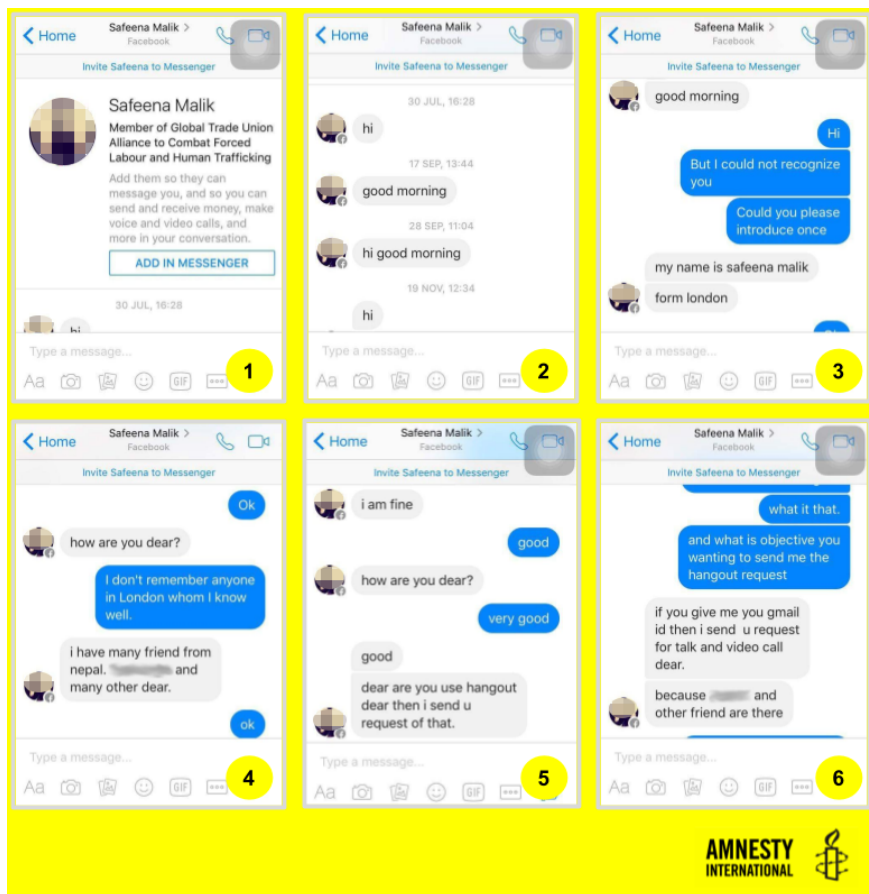 Home
Safeena Malik >
Facebook
Invite Safeena to Messenger
Safeena Malik
Member of Global Trade Union
Alliance to Combat Forced
Labour and Human Trafficking
Add them so they can
message you, and so you can
send and receive money, make
voice and video calls, and
more in your conversation.
ADD IN MESSENGER
30 JUL, 16:28
hi
Type a message...
Aa
GIF
1
Home
Safeena Malik >
Facebook
Invite Safeena to Messenger
30 JUL, 16:28
hi
17 SEP, 13:44
good morning
28 SEP, 11:04
hi good morning
19 NOV, 12:34
hi
Type a message...
Aa
GIF
2
Home
Safeena Malik >
Facebook
Invite Safeena to Messenger
good morning
Hi
But I could not recognize
you
Could you please
introduce once
my name is safeena malik
form london
Type a message...
Aa
GIF
3
Home
Safeena Malik >
Facebook
Invite Safeena to Messenger
Ok
how are you dear?
I don't remember anyone
in London whom I know
well.
i have many friend from
nepal. and
many other dear.
ok
Type a message...
Aa
GIF
4
Home
Safeena Malik >
Facebook
Invite Safeena to Messenger
i am fine
good
how are you dear?
very good
good
dear are you use hangout
dear then i send u
request of that.
Type a message...
Aa
GIF
5
Home
Safeena Malik >
Facebook
Invite Safeena to Messenger
what it that.
and what is objective you
wanting to send me the
hangout request
if you give me you gmail
id then i send u request
for talk and video call
dear.
because and
other friend are there
Type a message...
Aa
GIF
6
AMNESTY
INTERNATIONAL